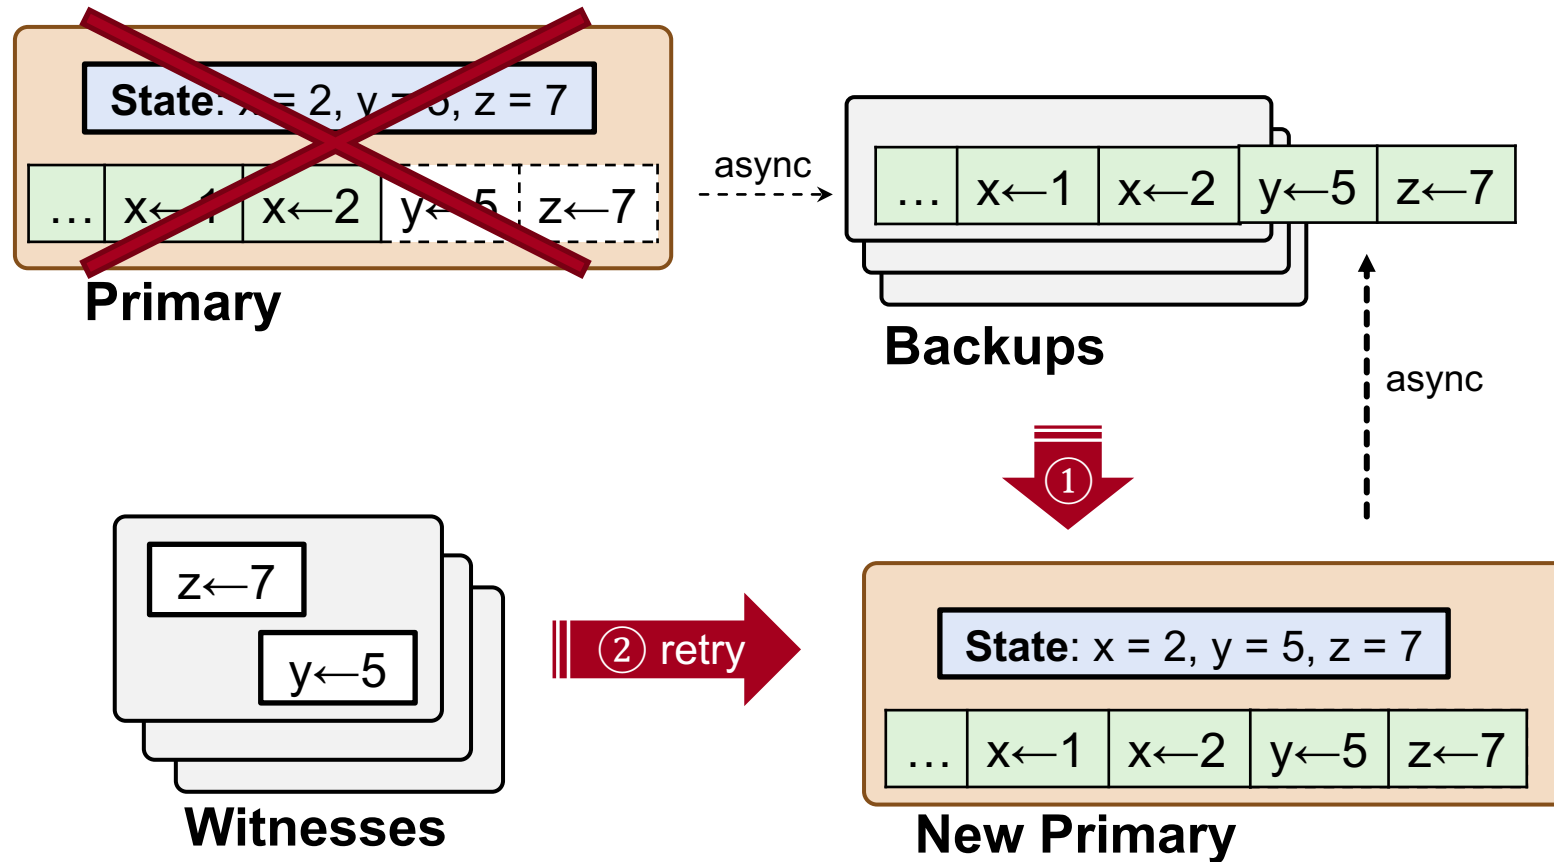 State: x = 2, y = 5, z = 7
… x←1 x←2 y←5 z←7
Primary
async
… x←1 x←2 y←5 z←7
Backups
async
①
z←7
y←5
Witnesses
② retry
State: x = 2, y = 5, z = 7
… x←1 x←2 y←5 z←7
New Primary